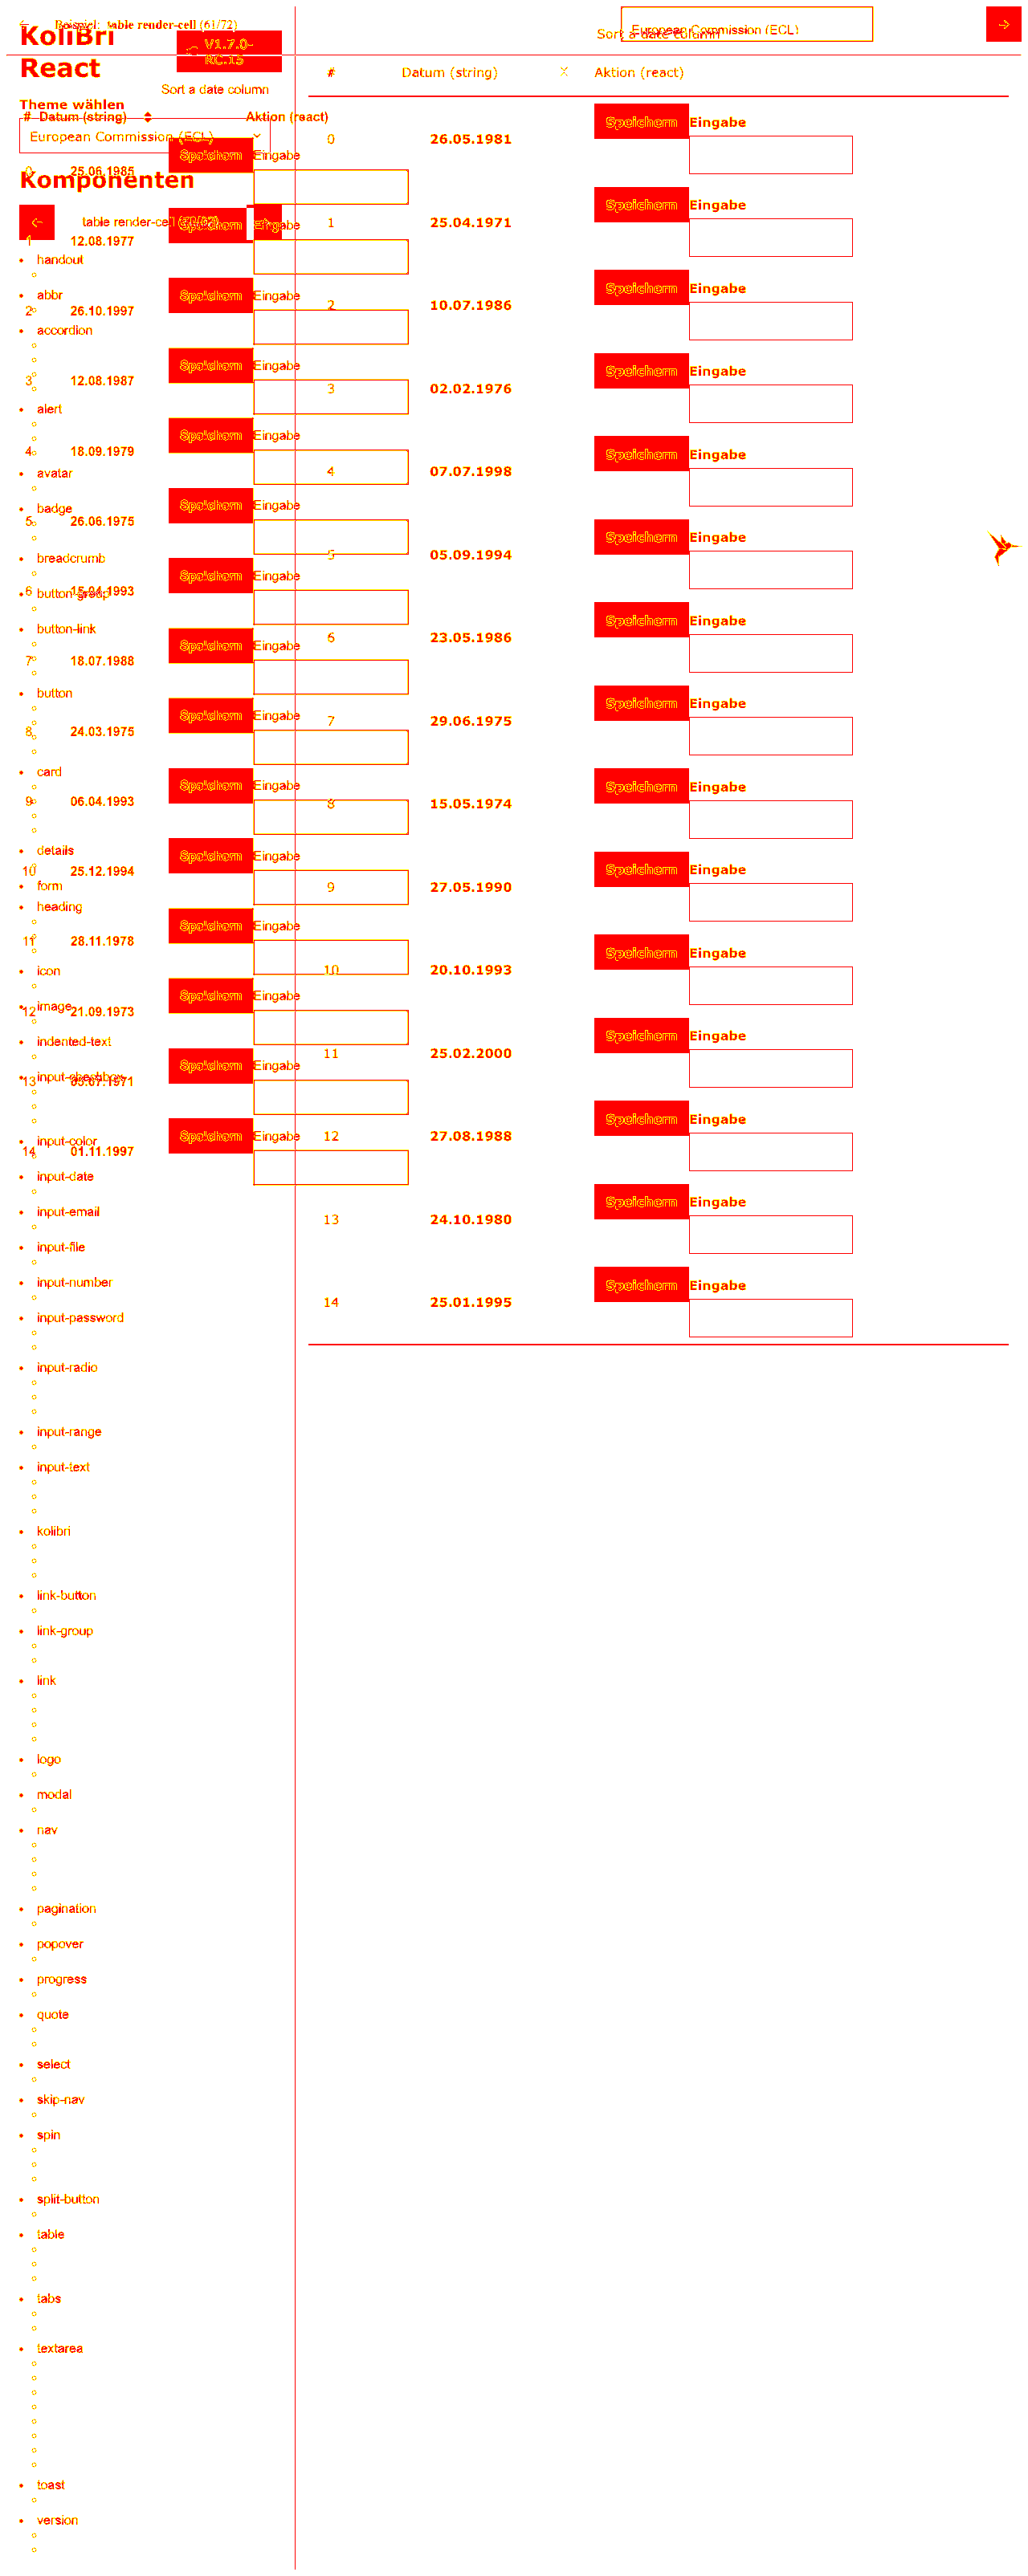 ← Beispiel: table render-cell (61/72)
KoliBri
React
V1.7.0-
RC.15
European Commission (ECL)
Sort a date column
→
Sort a date column
Theme wählen
# Datum (string) Aktion (react)
European Commission (ECL)
Komponenten
table render-cell
# Datum (string) Aktion (react)
0 25.06.1985 Speichern Eingabe
1 12.08.1977 Speichern Eingabe
2 26.10.1997 Speichern Eingabe
3 12.08.1987 Speichern Eingabe
4 18.09.1979 Speichern Eingabe
5 26.06.1975 Speichern Eingabe
6 15.04.1993 Speichern Eingabe
7 18.07.1988 Speichern Eingabe
8 24.03.1975 Speichern Eingabe
9 06.04.1993 Speichern Eingabe
10 25.12.1994 Speichern Eingabe
11 28.11.1978 Speichern Eingabe
12 21.09.1973 Speichern Eingabe
13 Speichern Eingabe
14 01.11.1997 Speichern Eingabe
handout
abbr
accordion
alert
avatar
badge
breadcrumb
button-group
button-link
button
card
details
form
heading
icon
image
indented-text
input-checkbox
input-color
input-date
input-email
input-file
input-number
input-password
input-radio
input-range
input-text
kolibri
link-button
link-group
link
logo
modal
nav
pagination
popover
progress
quote
select
skip-nav
spin
split-button
table
tabs
textarea
toast
version
0 26.05.1981 Speichern Eingabe
1 25.04.1971 Speichern Eingabe
2 10.07.1986 Speichern Eingabe
3 02.02.1976 Speichern Eingabe
4 07.07.1998 Speichern Eingabe
5 05.09.1994 Speichern Eingabe
6 23.05.1986 Speichern Eingabe
7 29.06.1975 Speichern Eingabe
8 15.05.1974 Speichern Eingabe
9 27.05.1990 Speichern Eingabe
10 20.10.1993 Speichern Eingabe
11 25.02.2000 Speichern Eingabe
12 27.08.1988 Speichern Eingabe
13 24.10.1980 Speichern Eingabe
14 25.01.1995 Speichern Eingabe